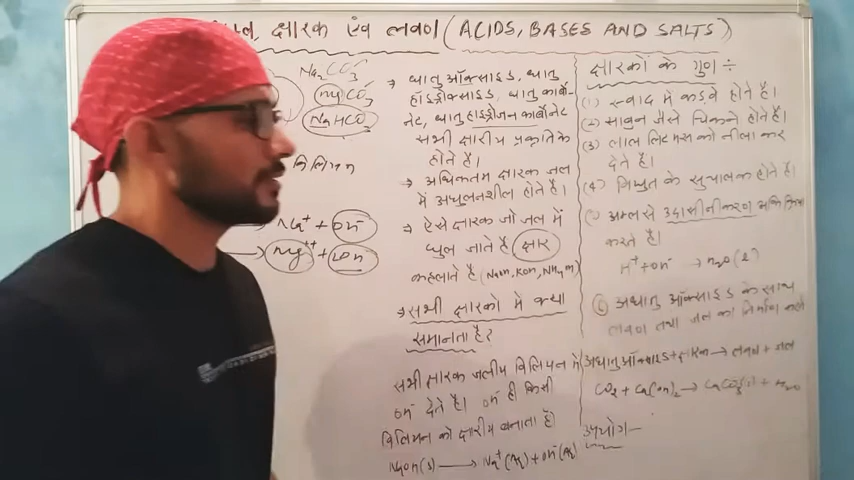 क्षारक एंव लवण (ACIDS, BASES AND SALTS)
Na₂CO₃
MgCO₃
NaHCO₃
विलियन
→ Na⁺ + OH⁻
→ Mg⁺⁺ + 2OH⁻
→ धातु ऑक्साइड, धातु
हाइड्रोक्साइड, धातु कार्बो-
नेट, धातु हाइड्रोजन कार्बोनेट
सभी क्षारीय प्रकृति के
होते है।
→ अधिकतम क्षारक जल
में अघुलनशील होते है।
→ ऐसे क्षारक जो जल में
घुल जाते है क्षार
कहलाते है (NaOH, KOH,
→ सभी क्षारको में क्या
समानता है?
सभी क्षारक जलीय विलियन में
OH⁻ देते है। OH⁻ ही किसी
विलियन को क्षारीय बनाता है
NaOH(s) → Na⁺(Aq) + OH⁻(Aq)
क्षारकों के गुण ÷
(1) स्वाद में कड़वे होते है।
(2) साबुन जैसे चिकने होते है।
(3) लाल लिटमस को नीला कर
देते है।
(4) विधुत के सुचालक होते है।
अम्ल से उदासीनीकरण
करते है।
H⁺ + OH⁻ → H₂O(l)
⑥ अधातु ऑक्साइड के साथ
लवण तथा जल का निर्माण करते
अधातु ऑक्साइड + क्षारक → लवण + जल
CO₂ + Ca(OH)₂ → CaCO₃ + H₂O
उपयोग —